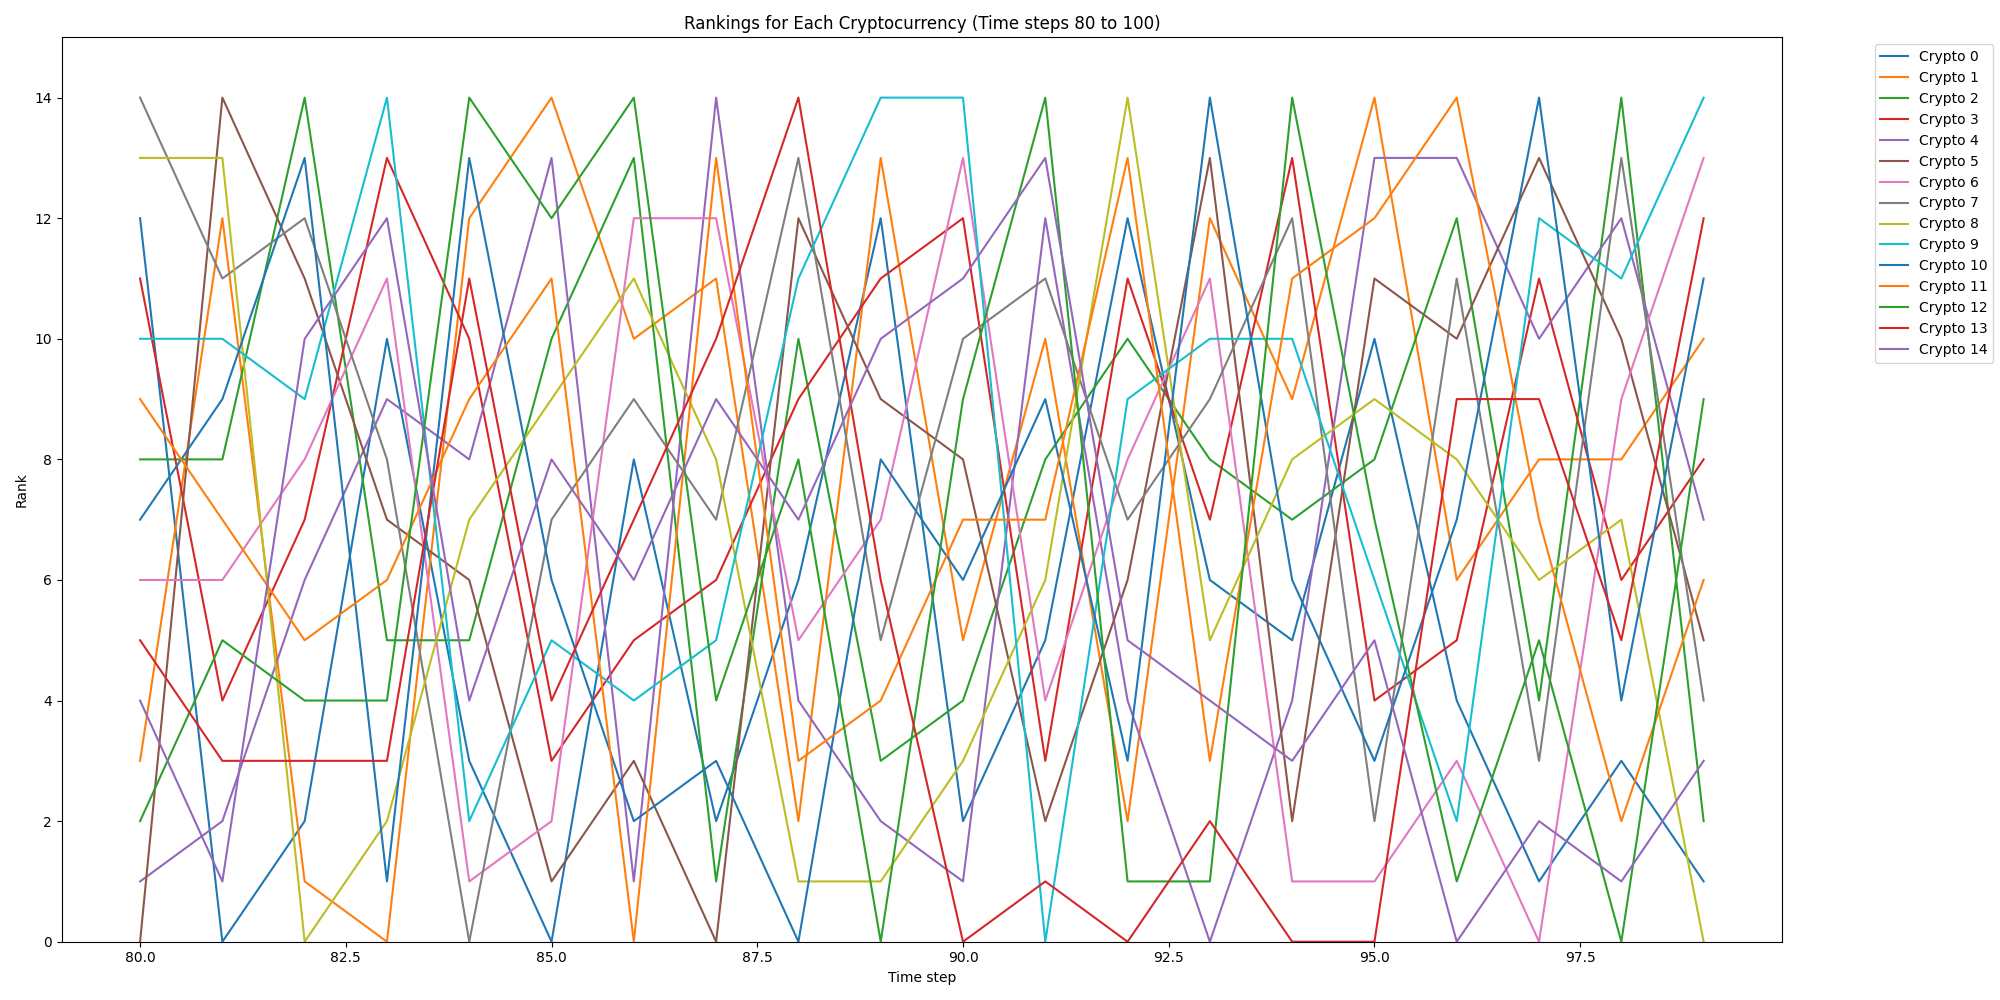 Rankings for Each Cryptocurrency (Time steps 80 to 100)
Rank
14
12
10
8
6
4
2
0
80.0 82.5 85.0 87.5 90.0 92.5 95.0 97.5
Time step
Crypto 0
Crypto 1
Crypto 2
Crypto 3
Crypto 4
Crypto 5
Crypto 6
Crypto 7
Crypto 8
Crypto 9
Crypto 10
Crypto 11
Crypto 12
Crypto 13
Crypto 14